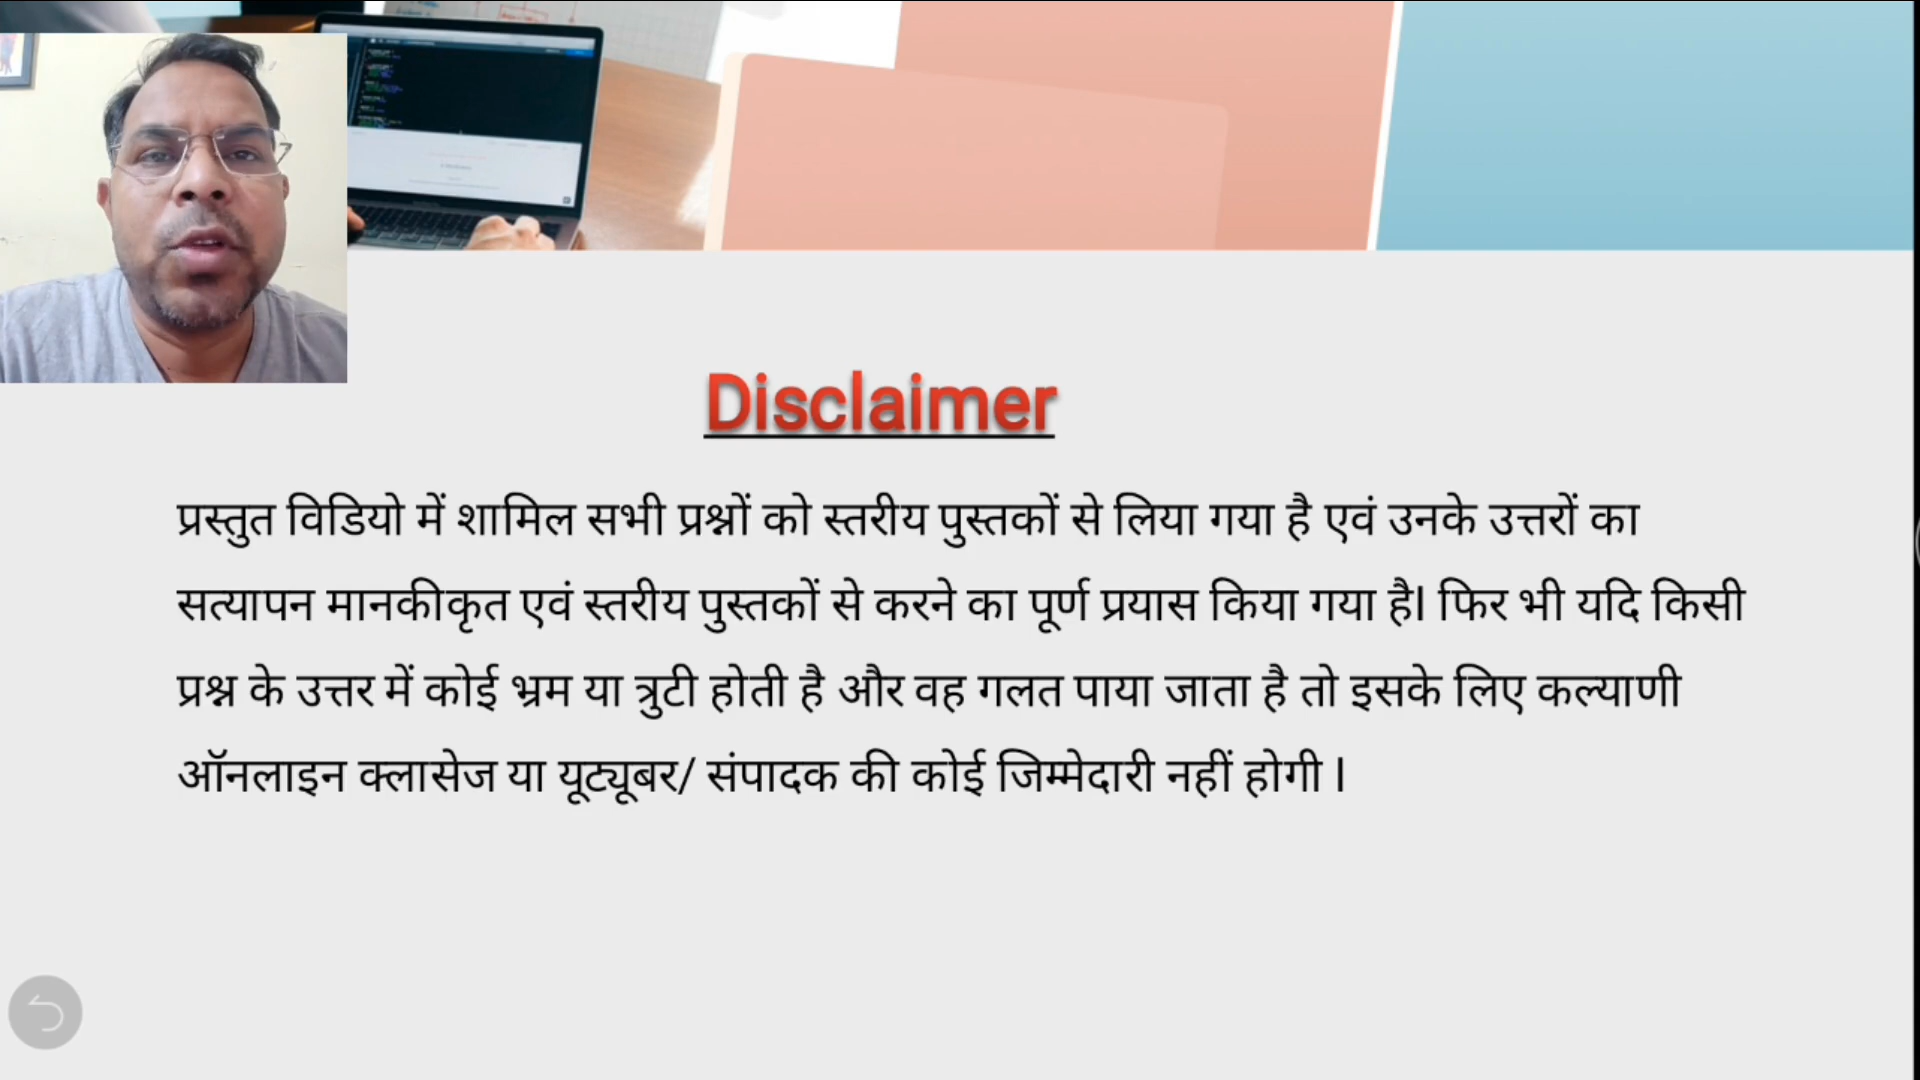 Disclaimer
प्रस्तुत विडियो में शामिल सभी प्रश्नों को स्तरीय पुस्तकों से लिया गया है एवं उनके उत्तरों का
सत्यापन मानकीकृत एवं स्तरीय पुस्तकों से करने का पूर्ण प्रयास किया गया है। फिर भी यदि किसी
प्रश्न के उत्तर में कोई भ्रम या त्रुटी होती है और वह गलत पाया जाता है तो इसके लिए कल्याणी
ऑनलाइन क्लासेज या यूट्यूबर/ संपादक की कोई जिम्मेदारी नहीं होगी ।